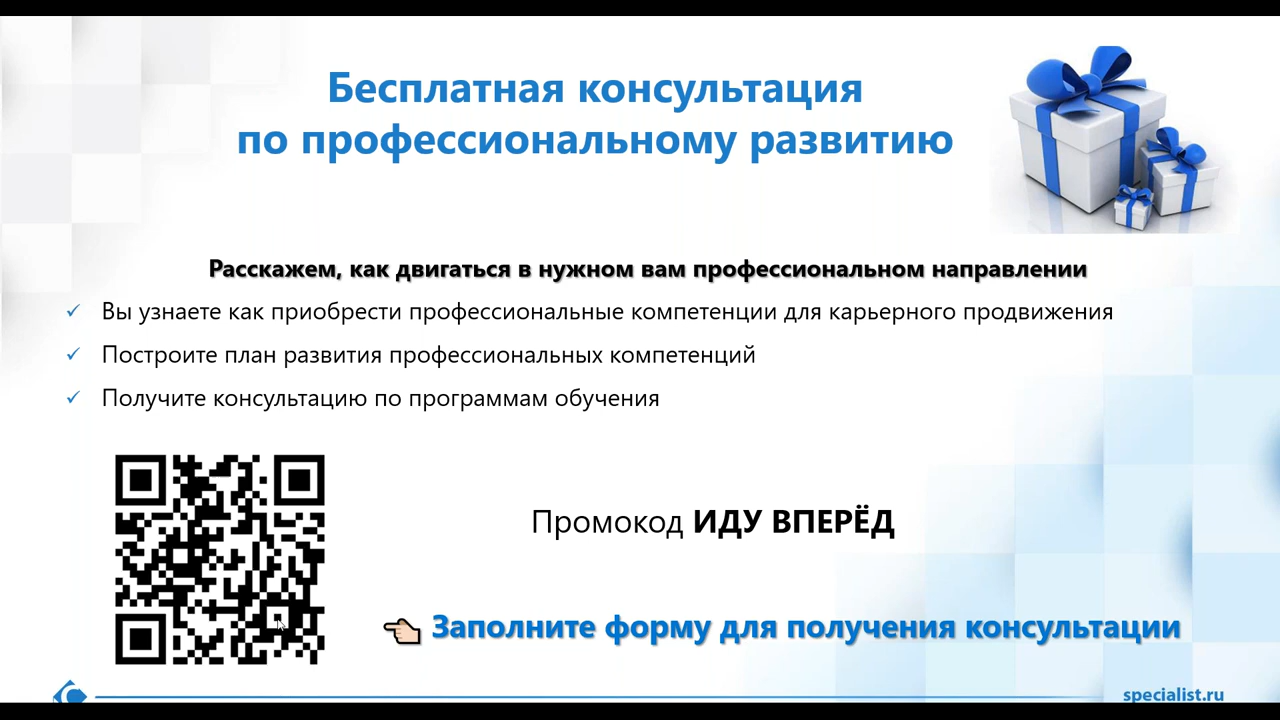 Бесплатная консультация
по профессиональному развитию
Расскажем, как двигаться в нужном вам профессиональном направлении
Вы узнаете как приобрести профессиональные компетенции для карьерного продвижения
Построите план развития профессиональных компетенций
Получите консультацию по программам обучения
Промокод ИДУ ВПЕРЁД
Заполните форму для получения консультации
specialist.ru